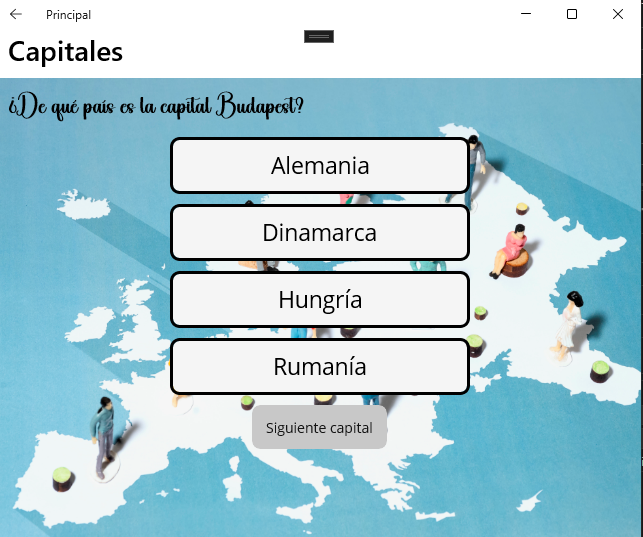 Principal
Capitales
¿De qué país es la capital Budapest?
Alemania
Dinamarca
Hungría
Rumanía
Siguiente capital